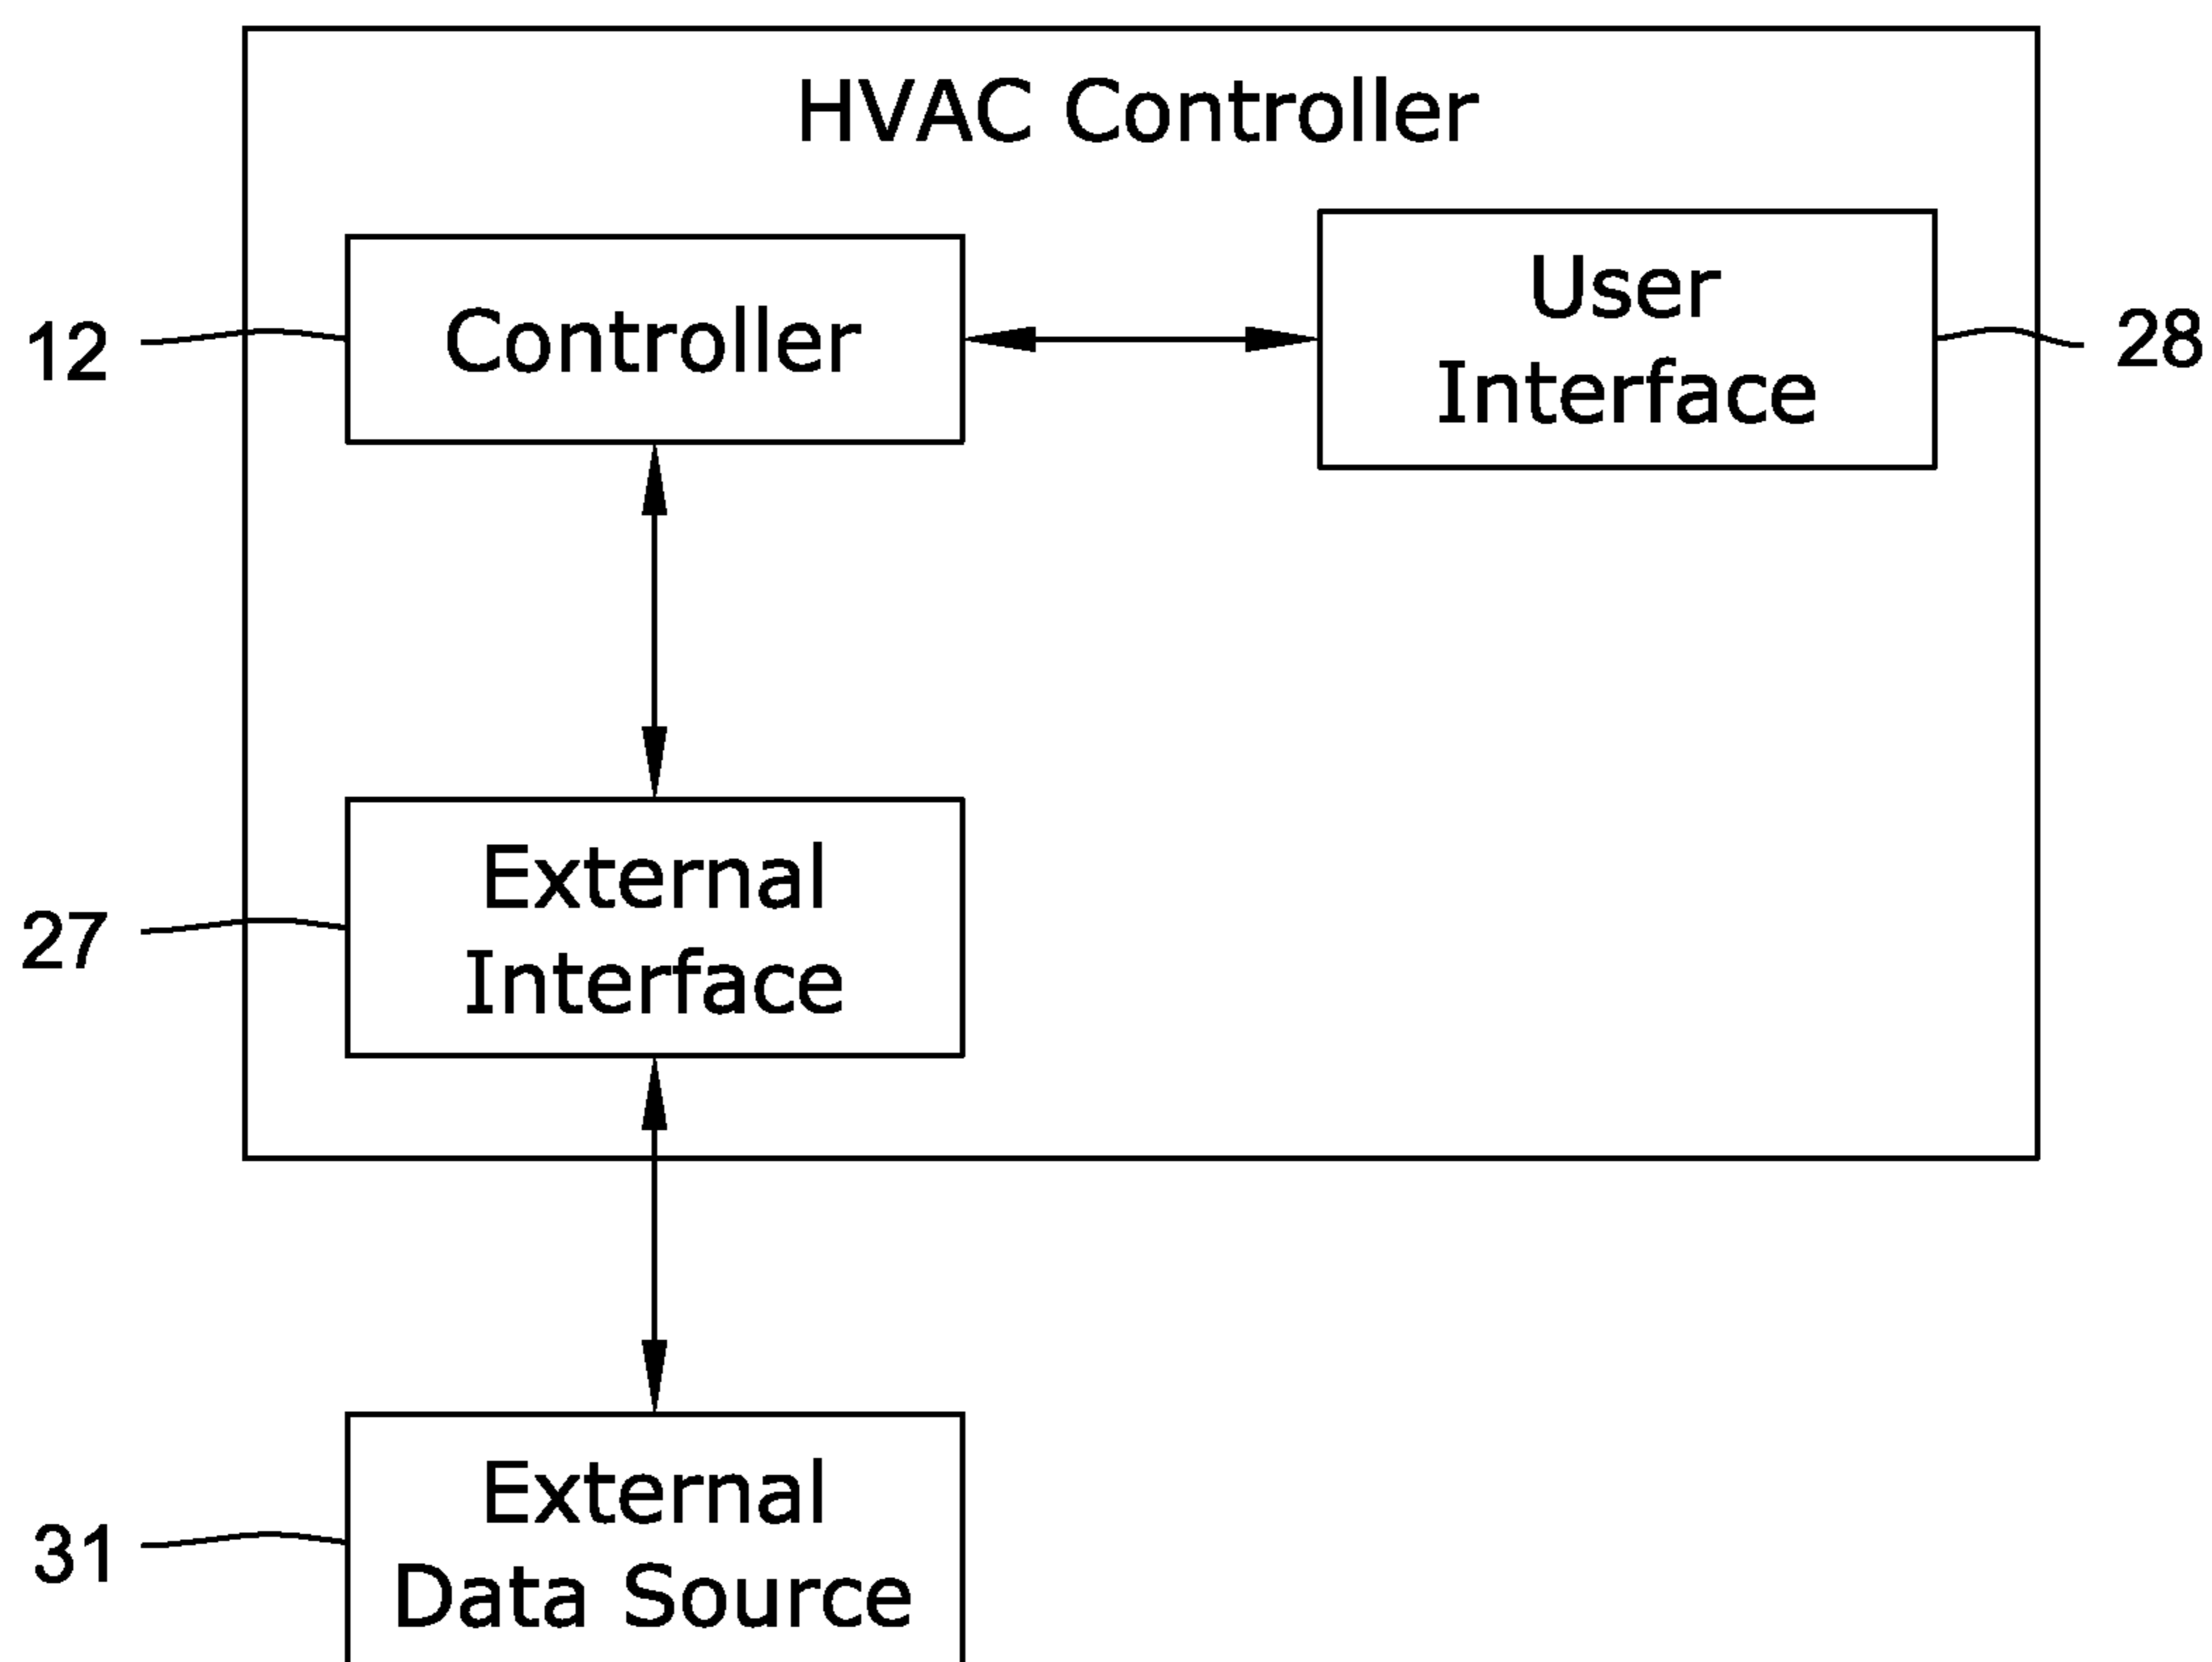 HVAC Controller
12
Controller
User
Interface
28
27
External
Interface
31
External
Data Source